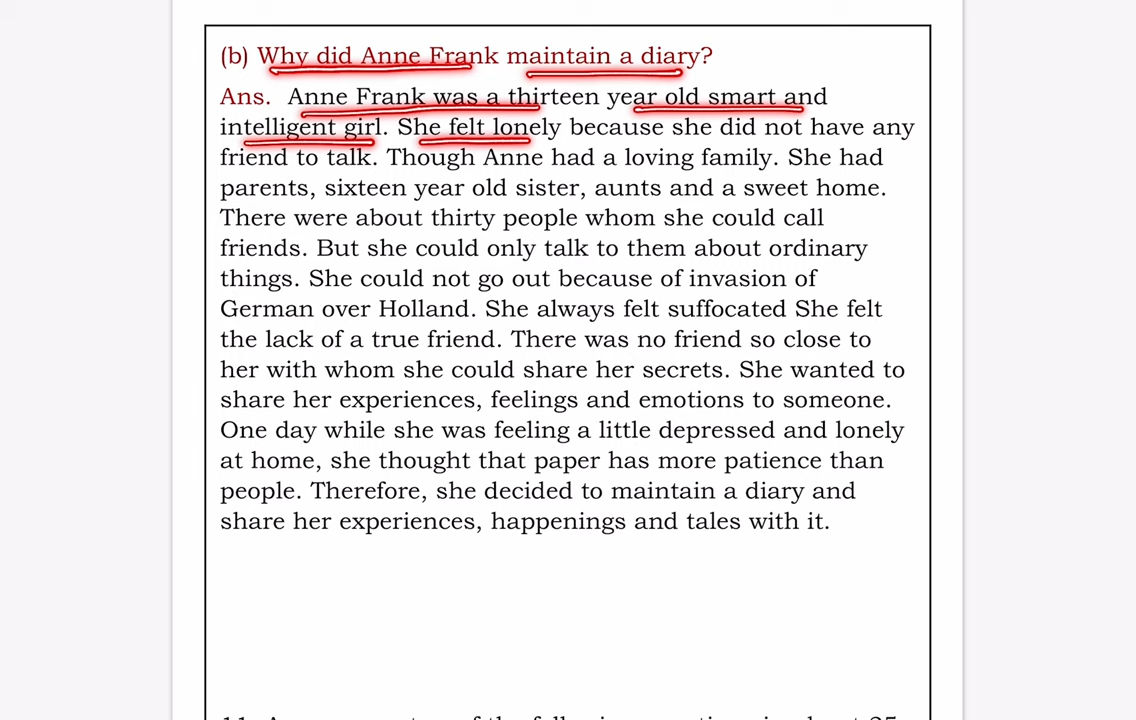 (b) Why did Anne Frank maintain a diary?
Ans. Anne Frank was a thirteen year old smart and
intelligent girl. She felt lonely because she did not have any
friend to talk. Though Anne had a loving family. She had
parents, sixteen year old sister, aunts and a sweet home.
There were about thirty people whom she could call
friends. But she could only talk to them about ordinary
things. She could not go out because of invasion of
German over Holland. She always felt suffocated She felt
the lack of a true friend. There was no friend so close to
her with whom she could share her secrets. She wanted to
share her experiences, feelings and emotions to someone.
One day while she was feeling a little depressed and lonely
at home, she thought that paper has more patience than
people. Therefore, she decided to maintain a diary and
share her experiences, happenings and tales with it.